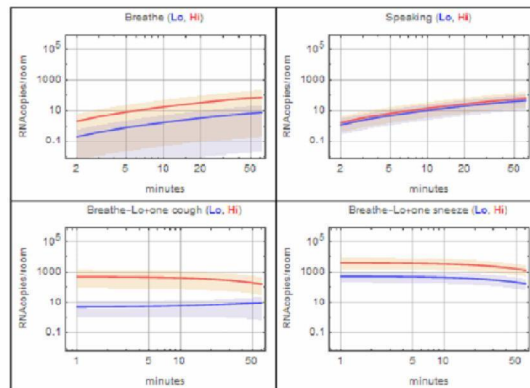 Breathe (Lo, Hi)
RNAcopies/room
10^5
1000
10
0.1
2 5 10 20 50
minutes
Speaking (Lo, Hi)
RNAcopies/room
10^5
1000
10
0.1
2 5 10 20 50
minutes
Breathe-Lo+one cough (Lo, Hi)
RNAcopies/room
10^5
1000
10
0.1
1 5 10 50
minutes
Breathe-Lo+one sneeze (Lo, Hi)
RNAcopies/room
10^5
1000
10
0.1
1 5 10 50
minutes